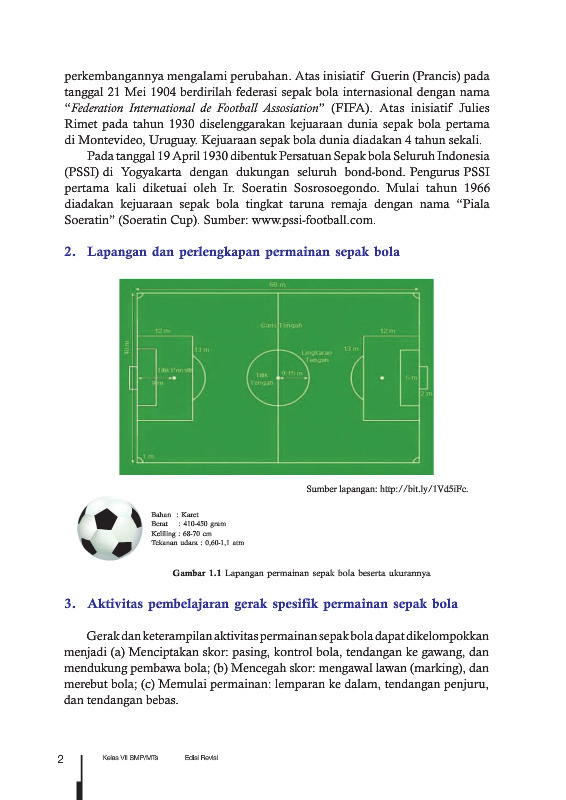 perkembangannya mengalami perubahan. Atas inisiatif Guerin (Prancis) pada
tanggal 21 Mei 1904 berdirilah federasi sepak bola internasional dengan nama
“Federation International de Football Assosiation” (FIFA). Atas inisiatif Julies
Rimet pada tahun 1930 diselenggarakan kejuaraan dunia sepak bola pertama
di Montevideo, Uruguay. Kejuaraan sepak bola dunia diadakan 4 tahun sekali.
Pada tanggal 19 April 1930 dibentuk Persatuan Sepak bola Seluruh Indonesia
(PSSI) di Yogyakarta dengan dukungan seluruh bond-bond. Pengurus PSSI
pertama kali diketuai oleh Ir. Soeratin Sosrosoegondo. Mulai tahun 1966
diadakan kejuaraan sepak bola tingkat taruna remaja dengan nama “Piala
Soeratin” (Soeratin Cup). Sumber: www.pssi-football.com.
2. Lapangan dan perlengkapan permainan sepak bola
68 m
Garis Tengah
12 m
12 m
13 m
Lingkaran
Tengah
13 m
Titik
Tengah
9.15 m
5 m
2 m
1 m
Sumber lapangan: http://bit.ly/1Vd5iFc.
Bahan : Karet
Berat : 410-450 gram
Keliling : 68-70 cm
Tekanan udara : 0,60-1,1 atm
Gambar 1.1 Lapangan permainan sepak bola beserta ukurannya
3. Aktivitas pembelajaran gerak spesifik permainan sepak bola
Gerak dan keterampilan aktivitas permainan sepak bola dapat dikelompokkan
menjadi (a) Menciptakan skor: pasing, kontrol bola, tendangan ke gawang, dan
mendukung pembawa bola; (b) Mencegah skor: mengawal lawan (marking), dan
merebut bola; (c) Memulai permainan: lemparan ke dalam, tendangan penjuru,
dan tendangan bebas.
2
Kelas VII SMP/MTs Edisi Revisi